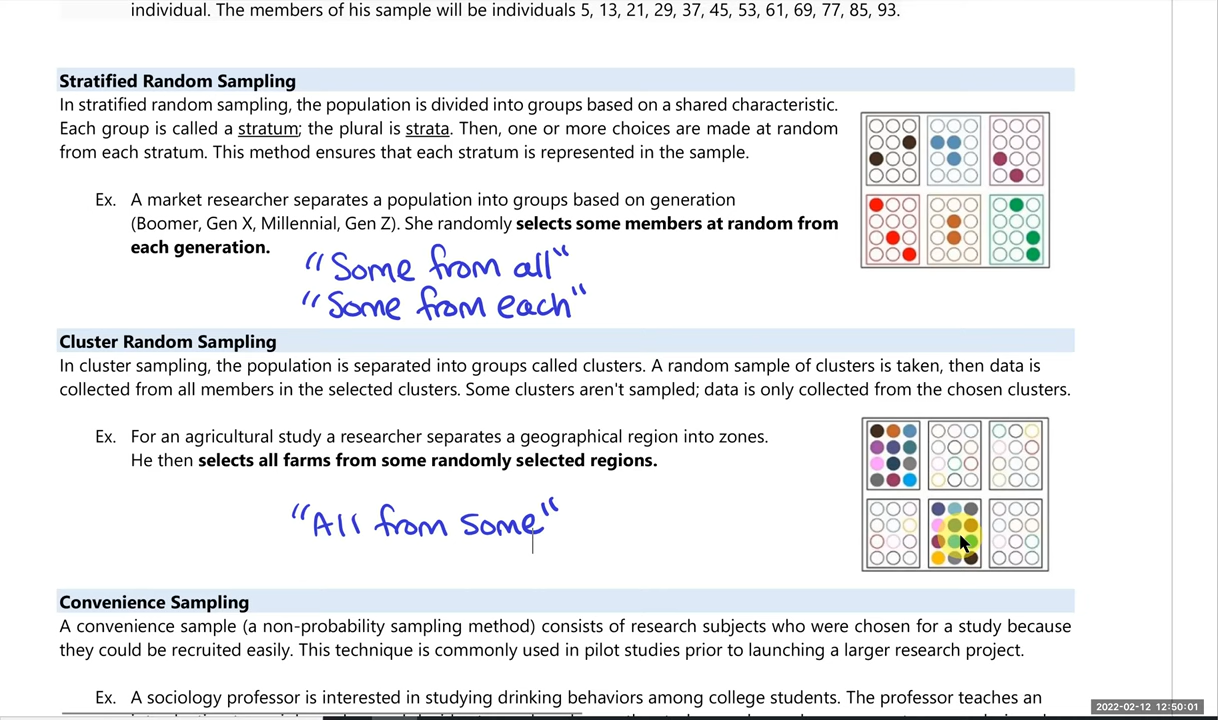 individual. The members of his sample will be individuals 5, 13, 21, 29, 37, 45, 53, 61, 69, 77, 85, 93.
Stratified Random Sampling
In stratified random sampling, the population is divided into groups based on a shared characteristic.
Each group is called a stratum; the plural is strata. Then, one or more choices are made at random
from each stratum. This method ensures that each stratum is represented in the sample.
Ex. A market researcher separates a population into groups based on generation
(Boomer, Gen X, Millennial, Gen Z). She randomly selects some members at random from
each generation.
"Some from all"
"Some from each"
Cluster Random Sampling
In cluster sampling, the population is separated into groups called clusters. A random sample of clusters is taken, then data is
collected from all members in the selected clusters. Some clusters aren't sampled; data is only collected from the chosen clusters.
Ex. For an agricultural study a researcher separates a geographical region into zones.
He then selects all farms from some randomly selected regions.
"All from some"
Convenience Sampling
A convenience sample (a non-probability sampling method) consists of research subjects who were chosen for a study because
they could be recruited easily. This technique is commonly used in pilot studies prior to launching a larger research project.
Ex. A sociology professor is interested in studying drinking behaviors among college students. The professor teaches an
2022-02-12 12:50:01